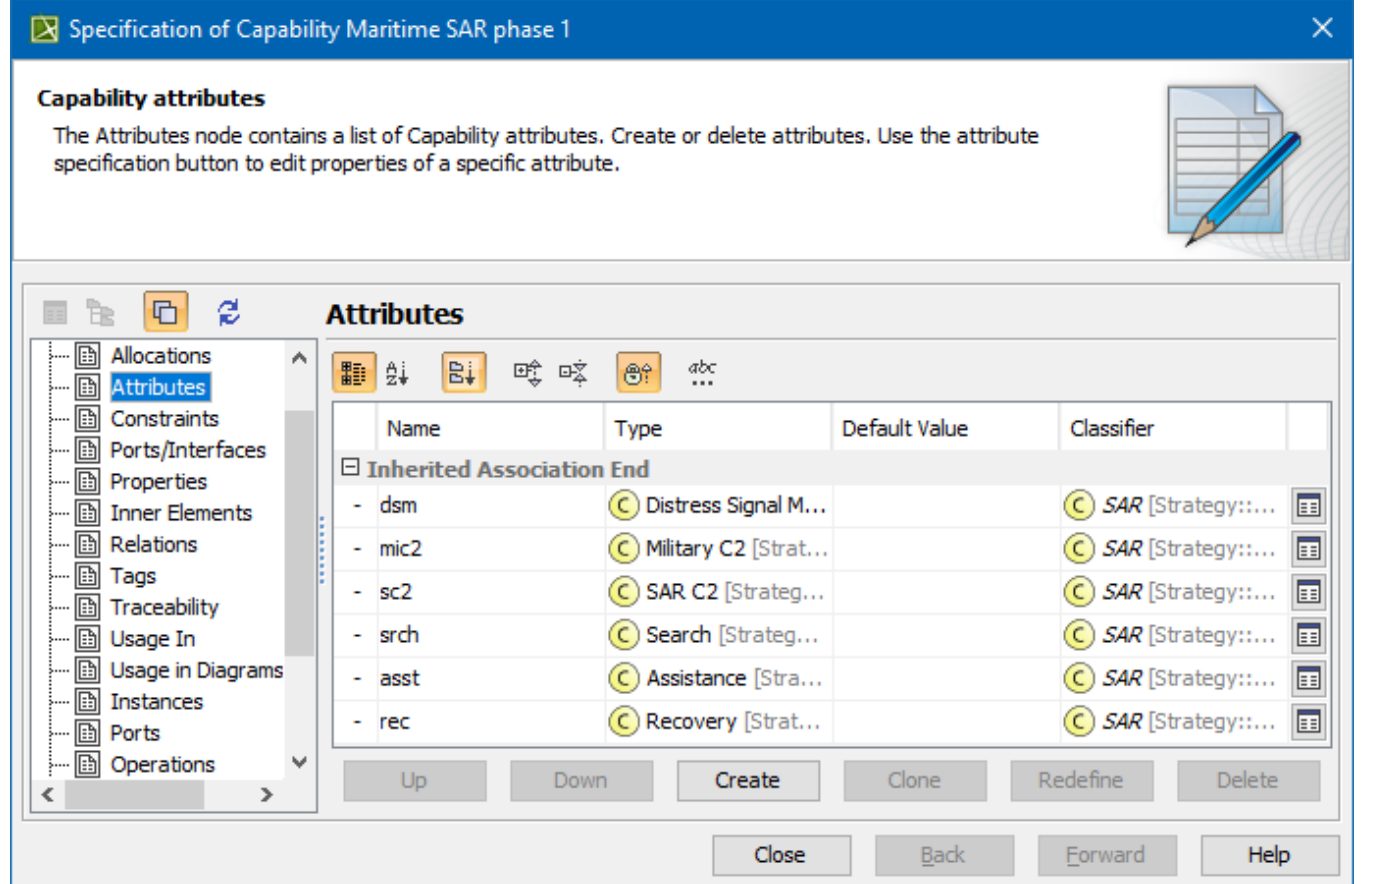 Specification of Capability Maritime SAR phase 1
Capability attributes
The Attributes node contains a list of Capability attributes. Create or delete attributes. Use the attribute
specification button to edit properties of a specific attribute.
Attributes
Allocations
Attributes
Constraints
Ports/Interfaces
Properties
Inner Elements
Relations
Tags
Traceability
Usage In
Usage in Diagrams
Instances
Ports
Operations
abc
Name Type Default Value Classifier
Inherited Association End
- dsm C Distress Signal M... C SAR [Strategy::...
- mic2 C Military C2 [Strat... C SAR [Strategy::...
- sc2 C SAR C2 [Strateg... C SAR [Strategy::...
- srch C Search [Strateg... C SAR [Strategy::...
- asst C Assistance [Stra... C SAR [Strategy::...
- rec C Recovery [Strat... C SAR [Strategy::...
Up Down Create Clone Redefine Delete
Close Back Forward Help